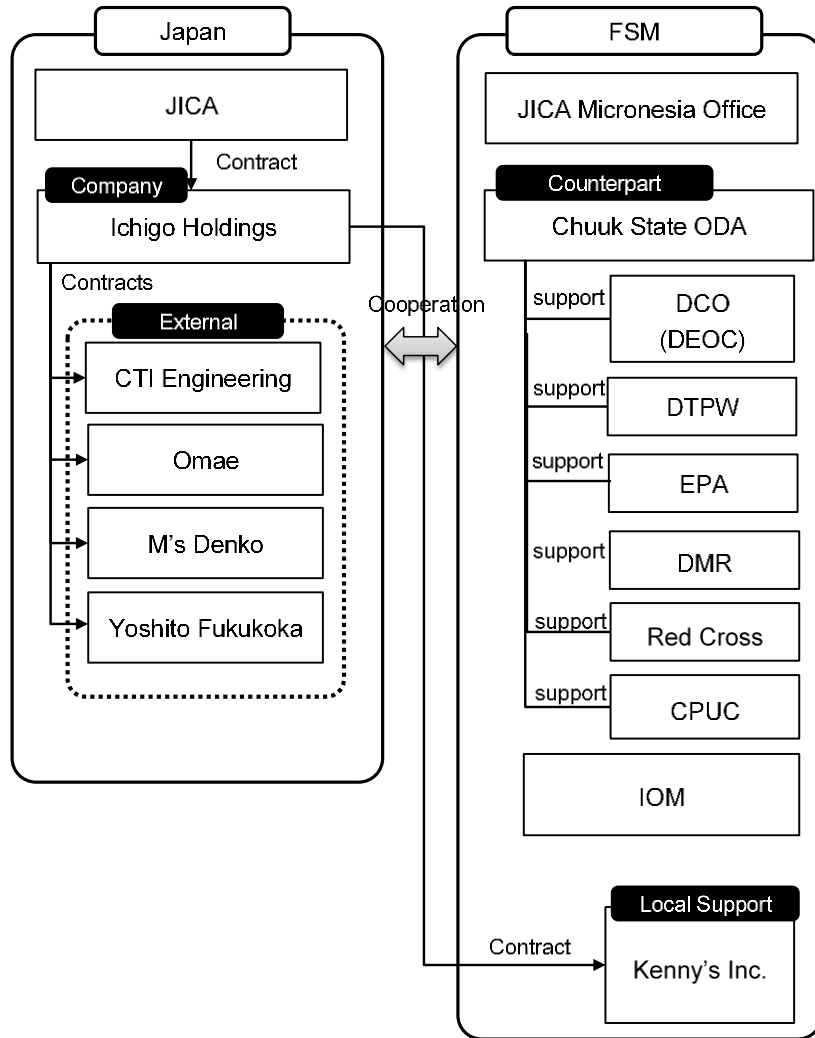 Japan
JICA
Contract
Company
Ichigo Holdings
Contracts
External
CTI Engineering
Omae
M's Denko
Yoshito Fukukoka
Cooperation
FSM
JICA Micronesia Office
Counterpart
Chuuk State ODA
support
DCO
(DEOC)
support
DTPW
support
EPA
support
DMR
support
Red Cross
support
CPUC
IOM
Local Support
Contract
Kenny's Inc.